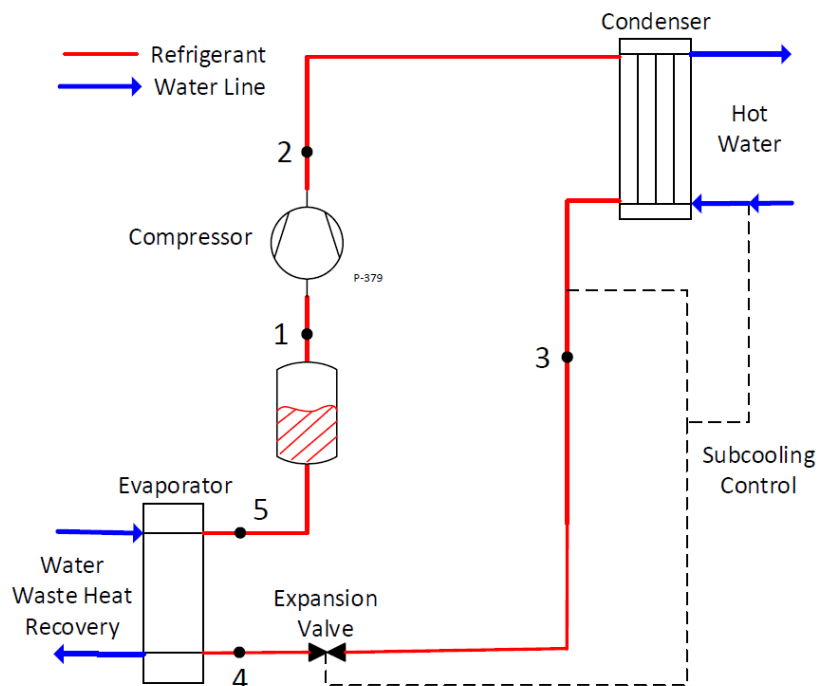 Condenser
Refrigerant
Water Line
Hot
Water
2
Compressor
P-379
1
3
Subcooling
Control
Evaporator
5
Water
Waste Heat
Recovery
Expansion
Valve
4